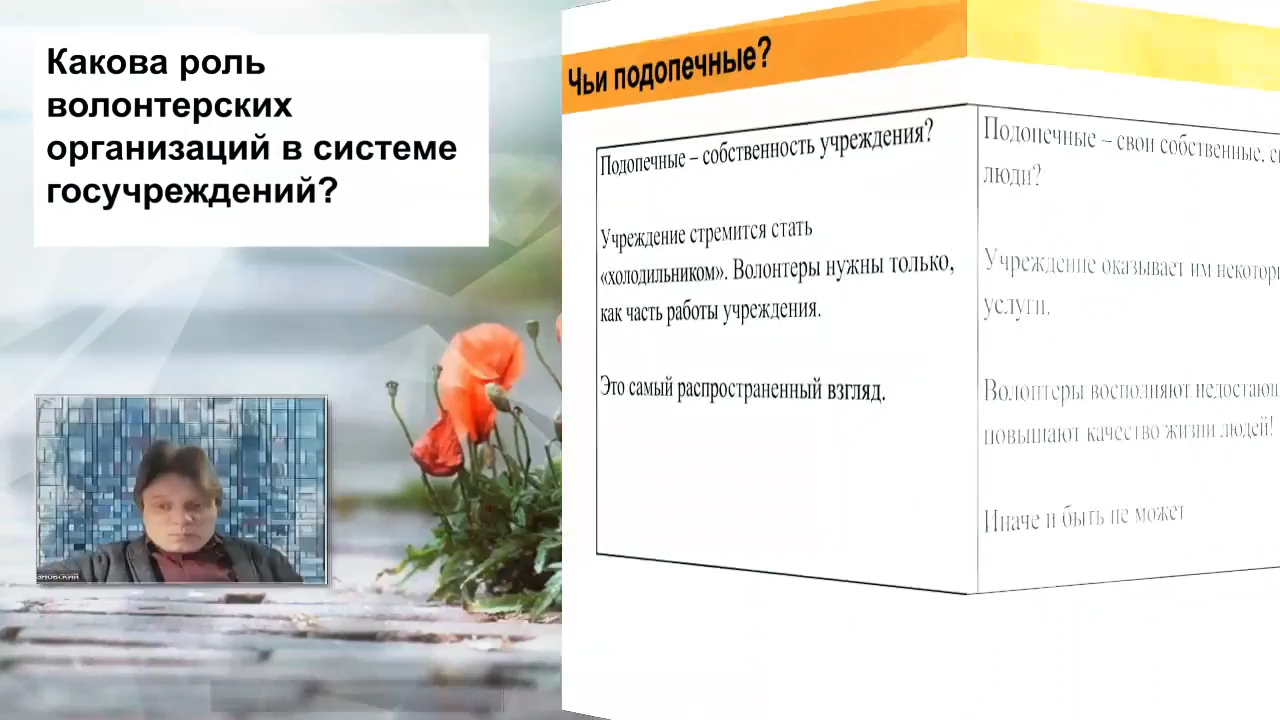 Какова роль
волонтерских
организаций в системе
госучреждений?
Чьи подопечные?
Подопечные – собственность учреждения?
Учреждение стремится стать
«холодильником». Волонтеры нужны только,
как часть работы учреждения.
Это самый распространенный взгляд.
Подопечные – свои собственные,
люди?
Учреждение оказывает им
услуги.
Волонтеры восполняют
повышают качество жизни людей!
Иначе и быть не может